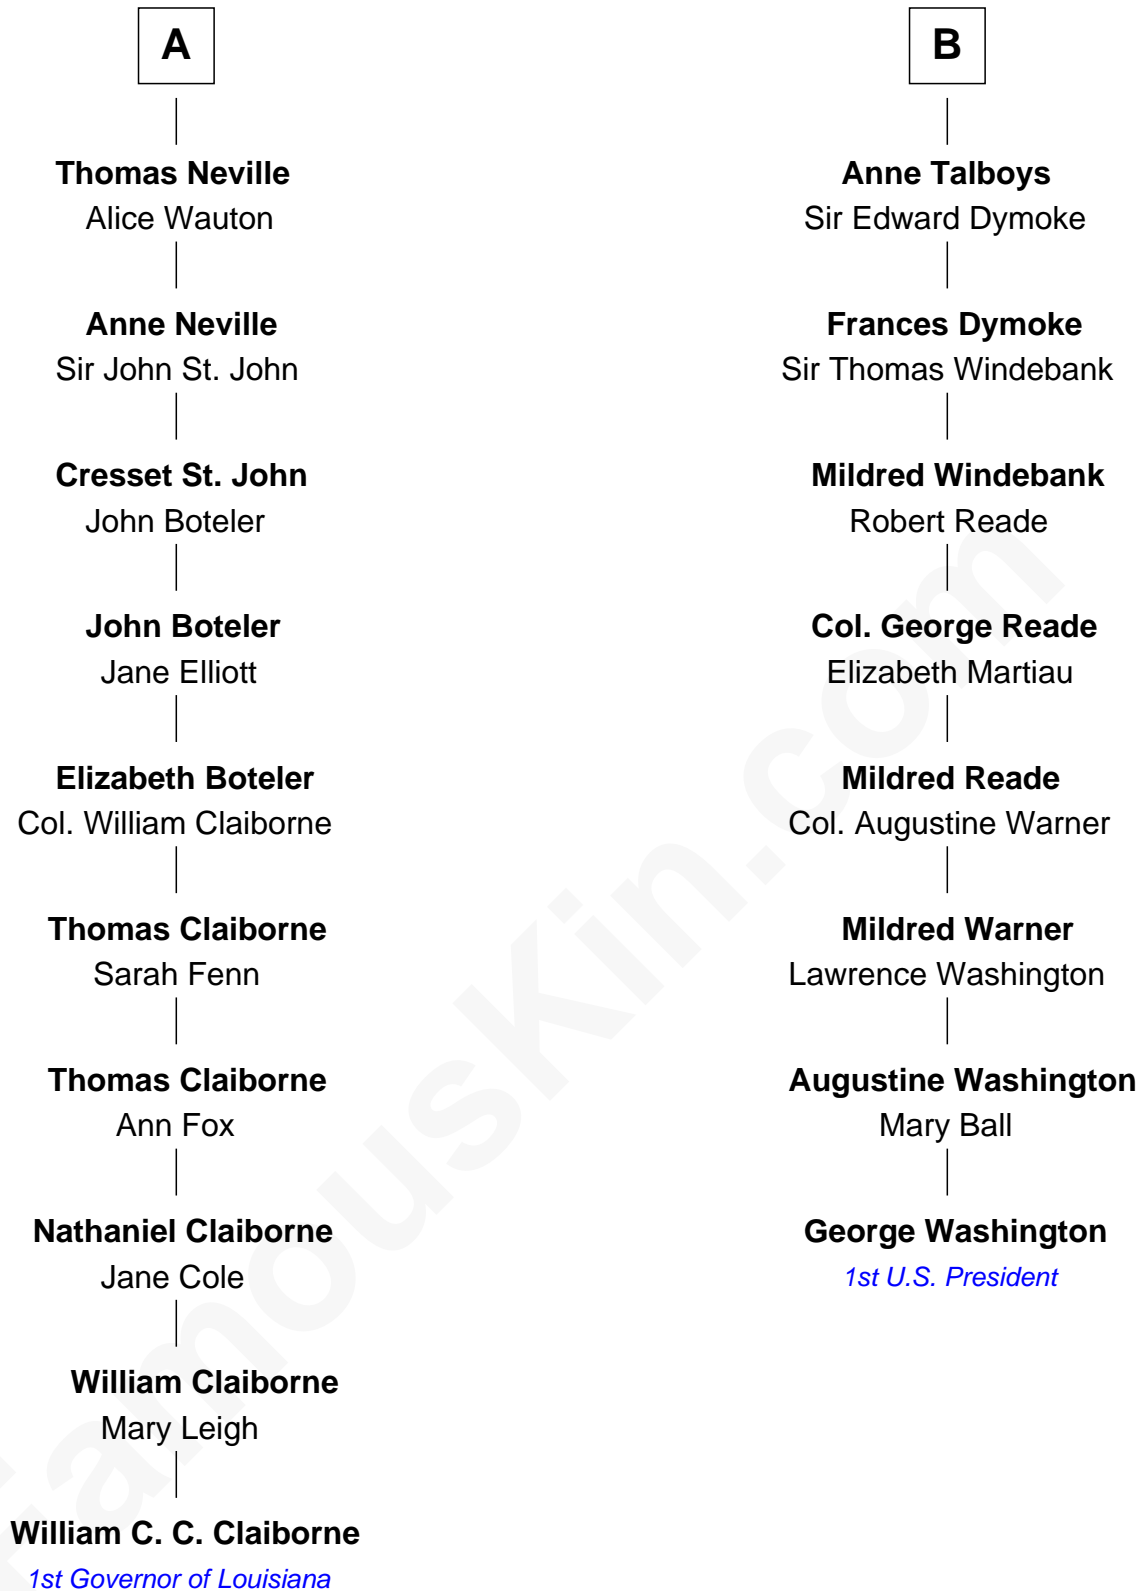 A
Thomas Neville
Alice Wauton
Anne Neville
Sir John St. John
Cresset St. John
John Boteler
John Boteler
Jane Elliott
Elizabeth Boteler
Col. William Claiborne
Thomas Claiborne
Sarah Fenn
Thomas Claiborne
Ann Fox
Nathaniel Claiborne
Jane Cole
William Claiborne
Mary Leigh
William C. C. Claiborne
1st Governor of Louisiana
B
Anne Talboys
Sir Edward Dymoke
Frances Dymoke
Sir Thomas Windebank
Mildred Windebank
Robert Reade
Col. George Reade
Elizabeth Martiau
Mildred Reade
Col. Augustine Warner
Mildred Warner
Lawrence Washington
Augustine Washington
Mary Ball
George Washington
1st U.S. President
FamousKin.com